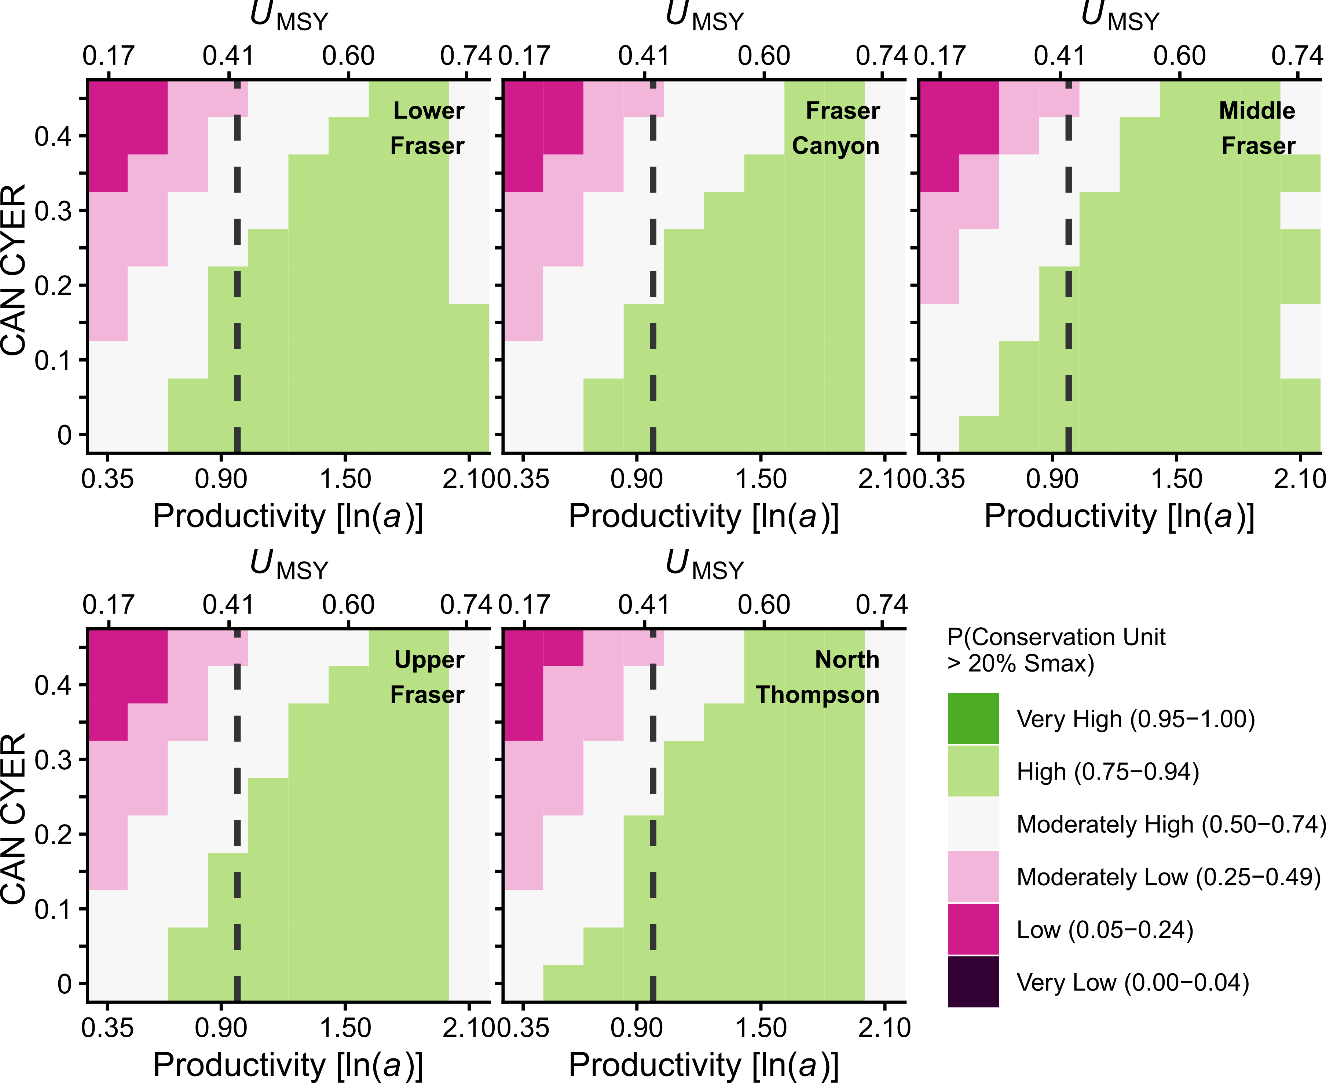 U MSY U MSY U MSY
0.17 0.41 0.60 0.74 0.17 0.41 0.60 0.74 0.17 0.41 0.60 0.74
Lower Fraser Middle
Fraser Canyon Fraser
CAN CYER
0.4
0.3
0.2
0.1
0
0.35 0.90 1.50 2.10 0.35 0.90 1.50 2.10 0.35 0.90 1.50 2.10
Productivity [ln(a)] Productivity [ln(a)] Productivity [ln(a)]
U MSY U MSY
0.17 0.41 0.60 0.74 0.17 0.41 0.60 0.74
Upper North
Fraser Thompson
CAN CYER
0.4
0.3
0.2
0.1
0
0.35 0.90 1.50 2.10 0.35 0.90 1.50 2.10
Productivity [ln(a)] Productivity [ln(a)]
P(Conservation Unit
> 20% Smax)
Very High (0.95−1.00)
High (0.75−0.94)
Moderately High (0.50−0.74)
Moderately Low (0.25−0.49)
Low (0.05−0.24)
Very Low (0.00−0.04)